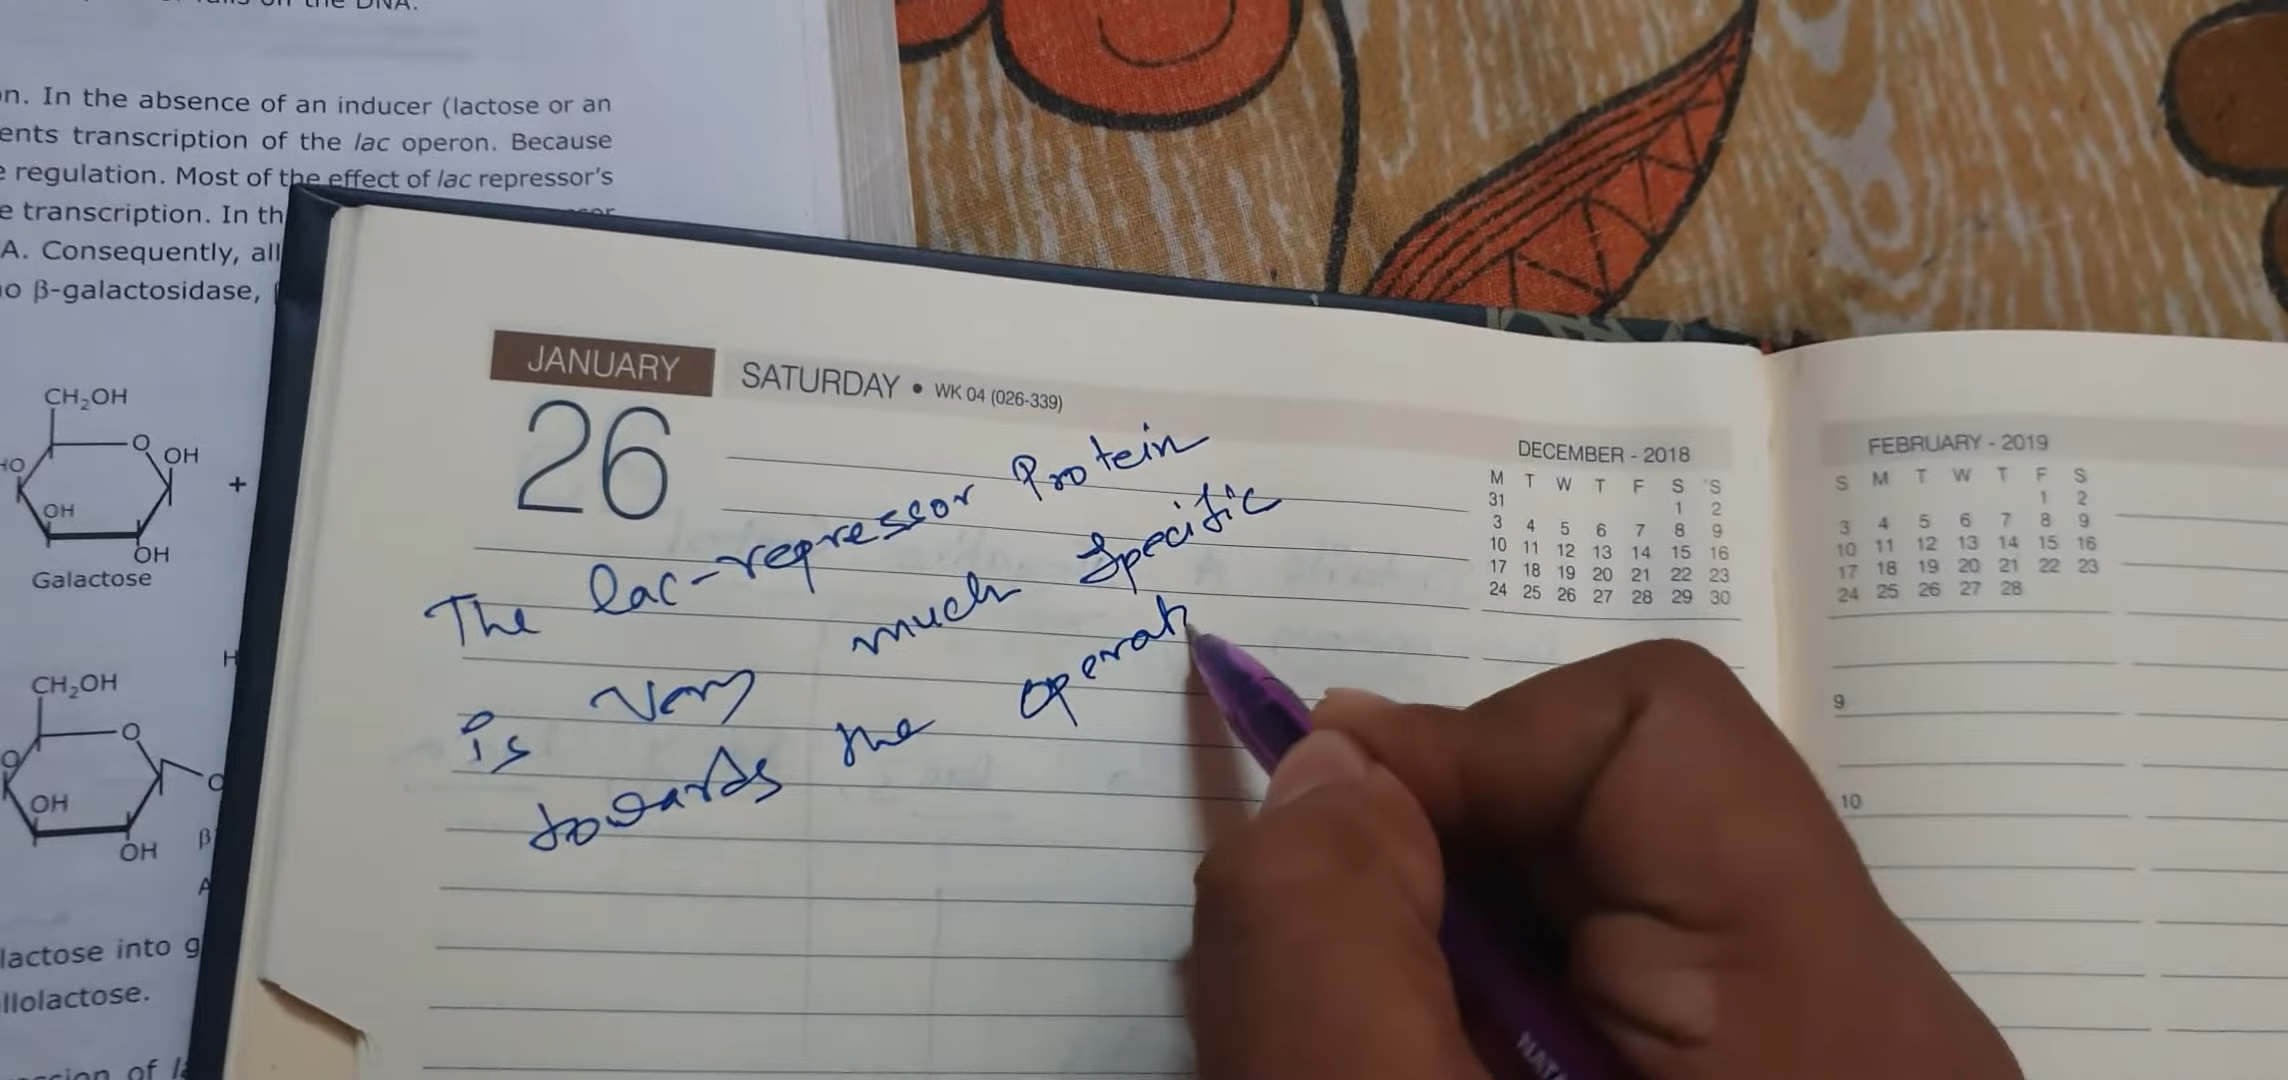 n. In the absence of an inducer (lactose or an
ents transcription of the lac operon. Because
e regulation. Most of the effect of lac repressor's
e transcription. In th
A. Consequently, all
no β-galactosidase,
CH₂OH
O
OH
HO
OH
OH
+
Galactose
H
CH₂OH
O
O
OH
OH
β
A
lactose into g
llolactose.
ssion of la
JANUARY SATURDAY • WK 04 (026-339)
26
The lac-repressor Protein
is very much Specific
towards the operat
DECEMBER - 2018
M T W T F S S
31 1 2
3 4 5 6 7 8 9
10 11 12 13 14 15 16
17 18 19 20 21 22 23
24 25 26 27 28 29 30
FEBRUARY - 2019
S M T W T F S
1 2
3 4 5 6 7 8 9
10 11 12 13 14 15 16
17 18 19 20 21 22 23
24 25 26 27 28
9
10